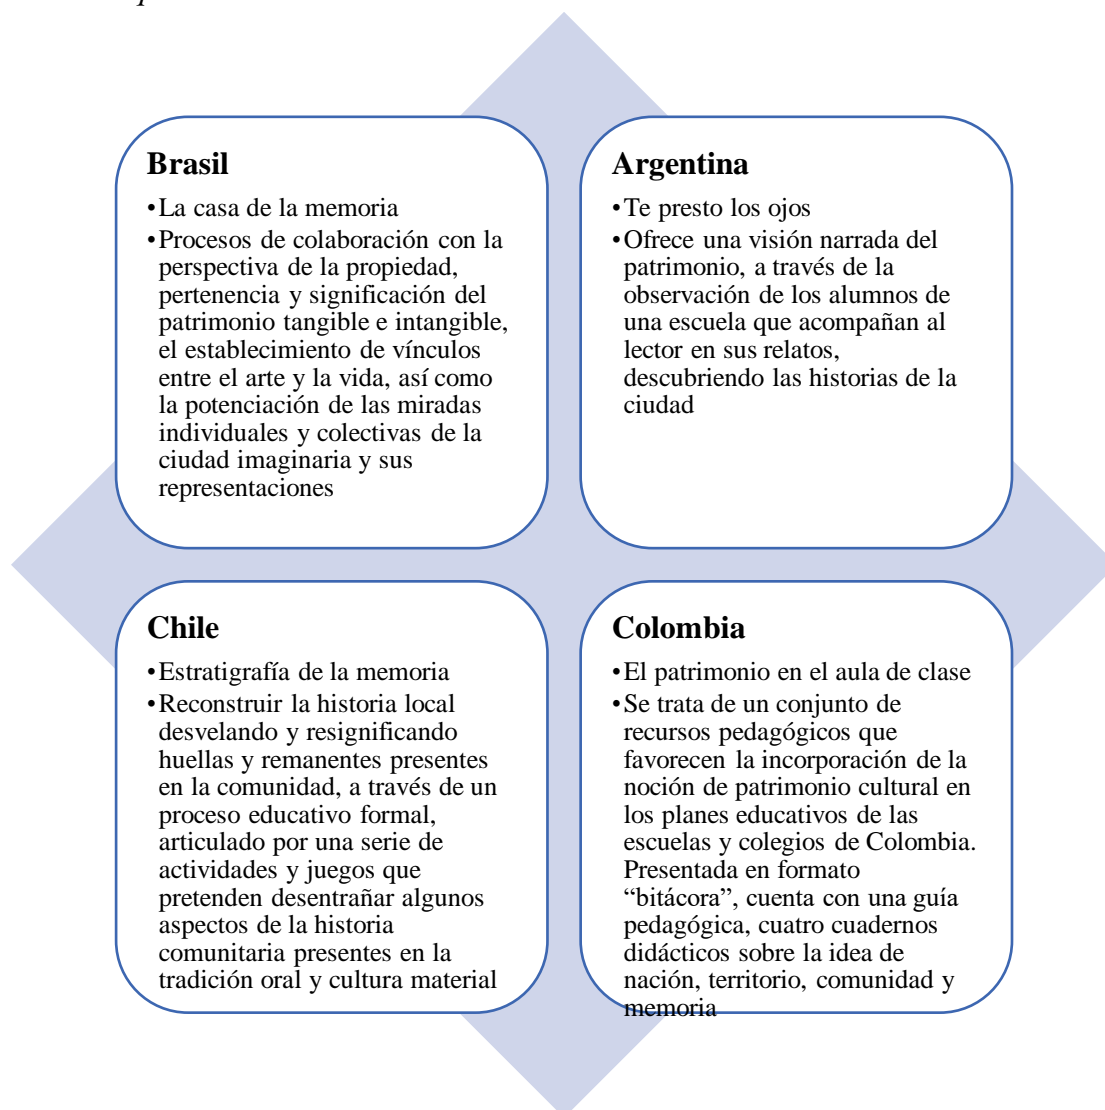 Brasil
•La casa de la memoria
•Procesos de colaboración con la
perspectiva de la propiedad,
pertenencia y significación del
patrimonio tangible e intangible,
el establecimiento de vínculos
entre el arte y la vida, así como
la potenciación de las miradas
individuales y colectivas de la
ciudad imaginaria y sus
representaciones
Argentina
•Te presto los ojos
•Ofrece una visión narrada del
patrimonio, a través de la
observación de los alumnos de
una escuela que acompañan al
lector en sus relatos,
descubriendo las historias de la
ciudad
Chile
•Estratigrafía de la memoria
•Reconstruir la historia local
desvelando y resignificando
huellas y remanentes presentes
en la comunidad, a través de un
proceso educativo formal,
articulado por una serie de
actividades y juegos que
pretenden desentrañar algunos
aspectos de la historia
comunitaria presentes en la
tradición oral y cultura material
Colombia
•El patrimonio en el aula de clase
•Se trata de un conjunto de
recursos pedagógicos que
favorecen la incorporación de la
noción de patrimonio cultural en
los planes educativos de las
escuelas y colegios de Colombia.
Presentada en formato
“bitácora”, cuenta con una guía
pedagógica, cuatro cuadernos
didácticos sobre la idea de
nación, territorio, comunidad y
memoria